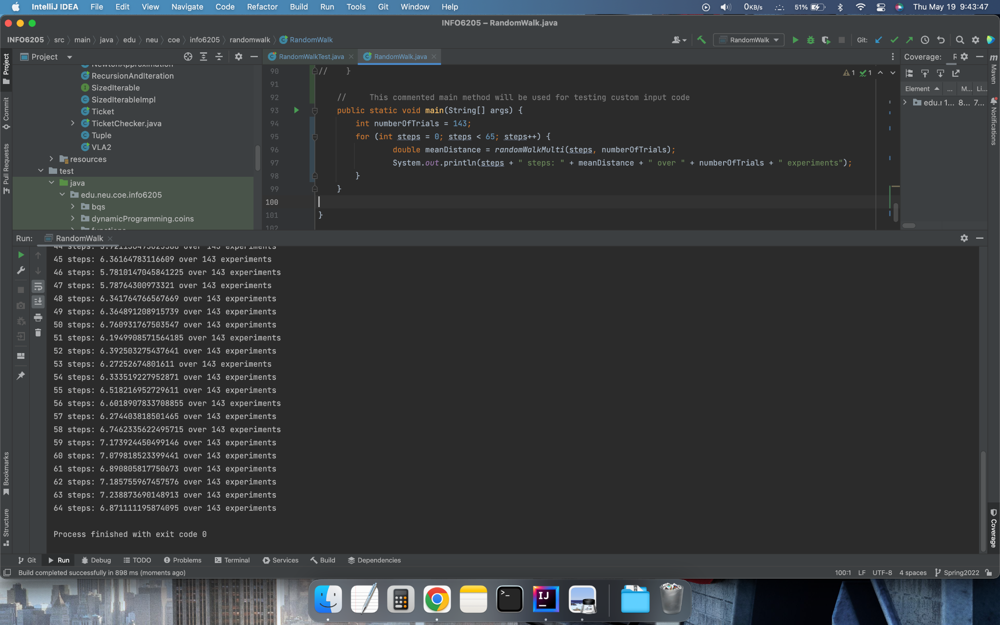 IntelliJ IDEA File Edit View Navigate Code Refactor Build Run Tools Git Window Help 0KB/s 51% Thu May 19 9:43:47
INFO6205 – RandomWalk.java
INFO6205 src main java edu neu coe info6205 randomwalk RandomWalk RandomWalk Git:
Project
RandomWalkTest.java RandomWalk.java
Coverage: R
Project
Commit
Pull Requests
Bookmarks
Structure
NewtonApproximation
RecursionAndIteration
SizedIterable
SizedIterableImpl
Ticket
TicketChecker.java
Tuple
VLA2
resources
test
java
edu.neu.coe.info6205
bqs
dynamicProgramming.coins
functions
90 //    }
91
92 //     This commented main method will be used for testing custom input code
93 public static void main(String[] args) {
94 int numberOfTrials = 143;
95 for (int steps = 0; steps < 65; steps++) {
96 double meanDistance = randomWalkMulti(steps, numberOfTrials);
97 System.out.println(steps + " steps: " + meanDistance + " over " + numberOfTrials + " experiments");
98 }
99 }
100
101 }
102
1 1
Element ... M... Li...
edu.r 1... 8... 7...
Maven
Notifications
Coverage
Run: RandomWalk
44 steps: over 143 experiments
45 steps: 6.36164783116609 over 143 experiments
46 steps: 5.7810147045841225 over 143 experiments
47 steps: 5.78764300973321 over 143 experiments
48 steps: 6.341764766567669 over 143 experiments
49 steps: 6.364891208915739 over 143 experiments
50 steps: 6.760931767503547 over 143 experiments
51 steps: 6.1949908571564185 over 143 experiments
52 steps: 6.392503275437641 over 143 experiments
53 steps: 6.27252674801611 over 143 experiments
54 steps: 6.333519227952871 over 143 experiments
55 steps: 6.518216952729611 over 143 experiments
56 steps: 6.6018907833708855 over 143 experiments
57 steps: 6.274403818501465 over 143 experiments
58 steps: 6.7462335622495715 over 143 experiments
59 steps: 7.173924450499146 over 143 experiments
60 steps: 7.079818523399441 over 143 experiments
61 steps: 6.890805817750673 over 143 experiments
62 steps: 7.185755967457576 over 143 experiments
63 steps: 7.238873690148913 over 143 experiments
64 steps: 6.871111195874095 over 143 experiments
Process finished with exit code 0
Git Run Debug TODO Problems Terminal Services Build Dependencies
Build completed successfully in 898 ms (moments ago) 100:1 LF UTF-8 4 spaces Spring2022
IJ